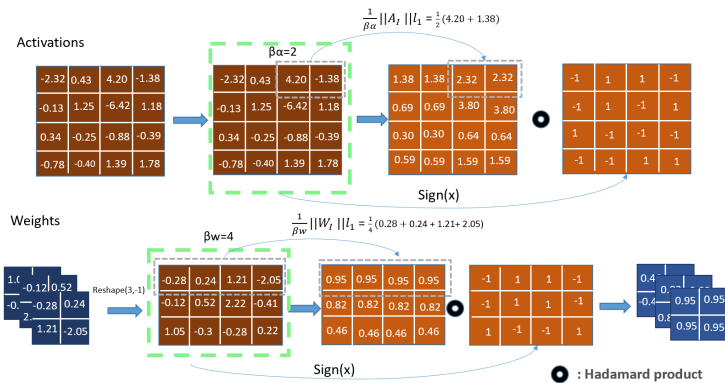 1/βα ||A_I||l_1 = 1/2 (4.20 + 1.38)
Activations
βα=2
-2.32 0.43 4.20 -1.38
-0.13 1.25 -6.42 1.18
0.34 -0.25 -0.88 -0.39
-0.78 -0.40 1.39 1.78
-2.32 0.43 4.20 -1.38
-0.13 1.25 -6.42 1.18
0.34 -0.25 -0.88 -0.39
-0.78 -0.40 1.39 1.78
1.38 1.38 2.32 2.32
0.69 0.69 3.80 3.80
0.30 0.30 0.64 0.64
0.59 0.59 1.59 1.59
-1 1 1 -1
-1 1 -1 1
1 -1 -1 -1
-1 -1 1 1
Sign(x)
Weights
1/βw ||W_I||l_1 = 1/4 (0.28 + 0.24 + 1.21+ 2.05)
βw=4
-0.12 0.52
-0.28 0.24
1.21 -2.05
Reshape(3,-1)
-0.28 0.24 1.21 -2.05
-0.12 0.52 2.22 -0.41
1.05 -0.3 -0.28 0.22
0.95 0.95 0.95 0.95
0.82 0.82 0.82 0.82
0.46 0.46 0.46 0.46
-1 1 1 -1
-1 1 1 -1
1 -1 -1 1
0.95 0.95
0.95 0.95
Sign(x)
: Hadamard product